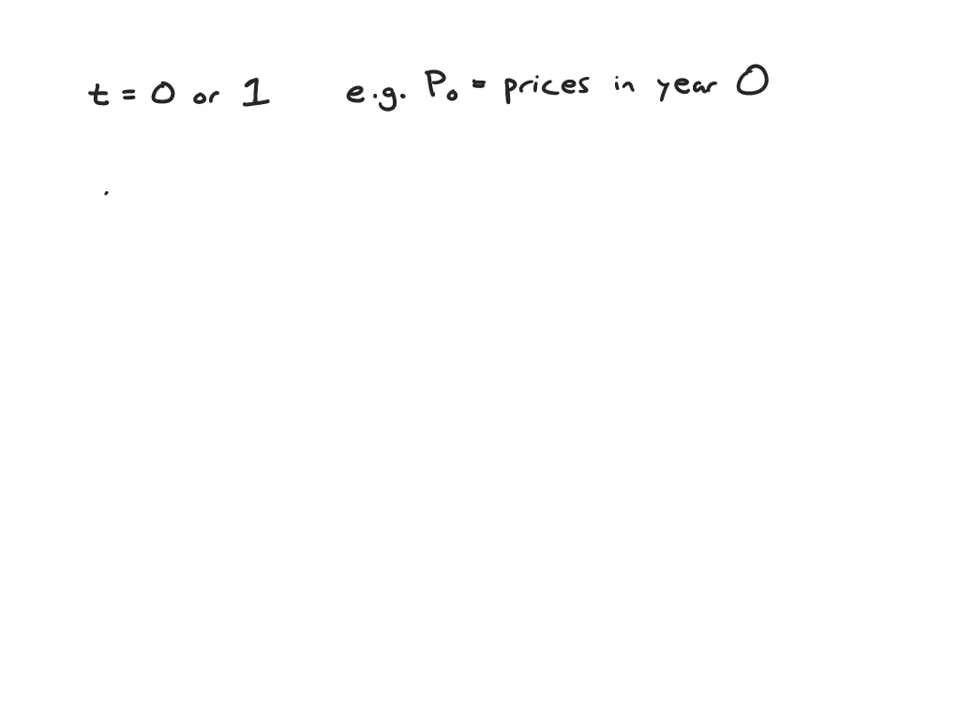 t = 0 or 1 e.g. P₀ = prices in year 0